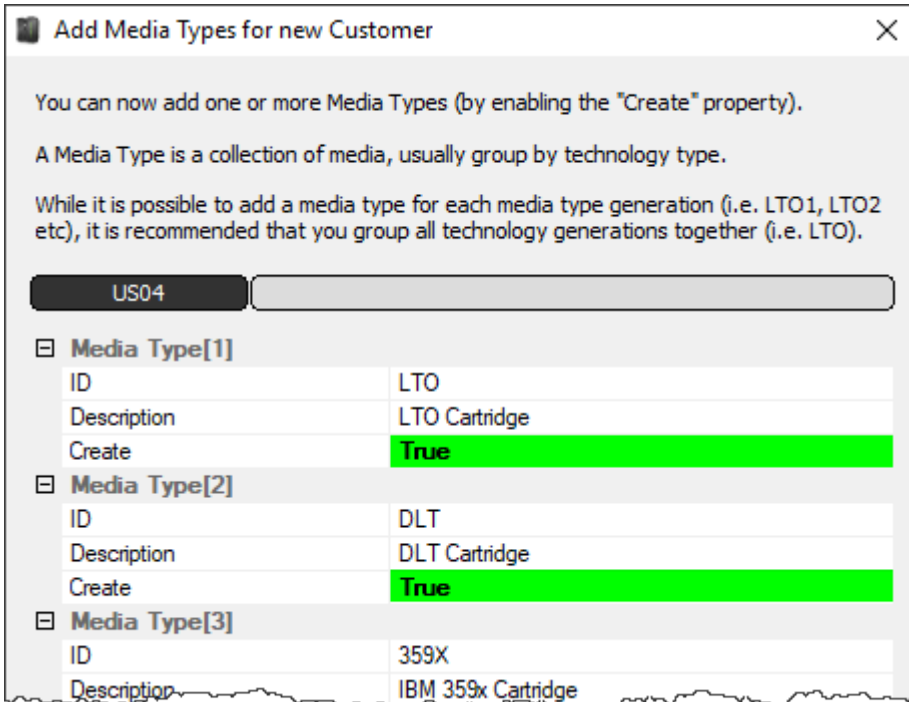 Add Media Types for new Customer
You can now add one or more Media Types (by enabling the "Create" property).
A Media Type is a collection of media, usually group by technology type.
While it is possible to add a media type for each media type generation (i.e. LTO1, LTO2
etc), it is recommended that you group all technology generations together (i.e. LTO).
US04
Media Type[1]
ID LTO
Description LTO Cartridge
Create True
Media Type[2]
ID DLT
Description DLT Cartridge
Create True
Media Type[3]
ID 359X
Description IBM 359x Cartridge